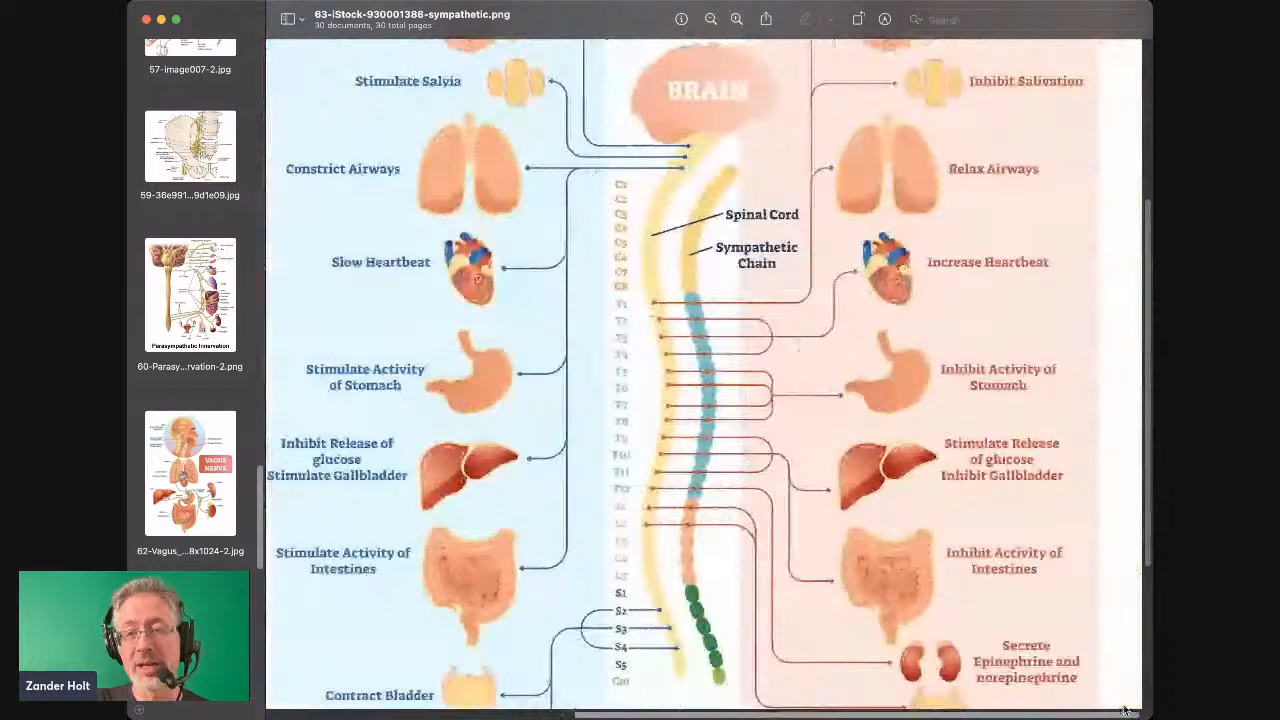 63-iStock-930001386-sympathetic.png
30 documents, 30 total pages
Search
57-image007-2.jpg
59-36e991...9d1e09.jpg
Parasympathetic Innervation
60-Parasy...rvation-2.png
VAGUS
NERVE
62-Vagus_...8x1024-2.jpg
Zander Holt
Stimulate Salvia
Constrict Airways
Slow Heartbeat
Stimulate Activity
of Stomach
Inhibit Release of
glucose
Stimulate Gallbladder
Stimulate Activity of
Intestines
Contract Bladder
BRAIN
Spinal Cord
Sympathetic
Chain
S1
S2
S3
S4
S5
Inhibit Salivation
Relax Airways
Increase Heartbeat
Inhibit Activity of
Stomach
Stimulate Release
of glucose
Inhibit Gallbladder
Inhibit Activity of
Intestines
Secrete
Epinephrine and
norepinephrine